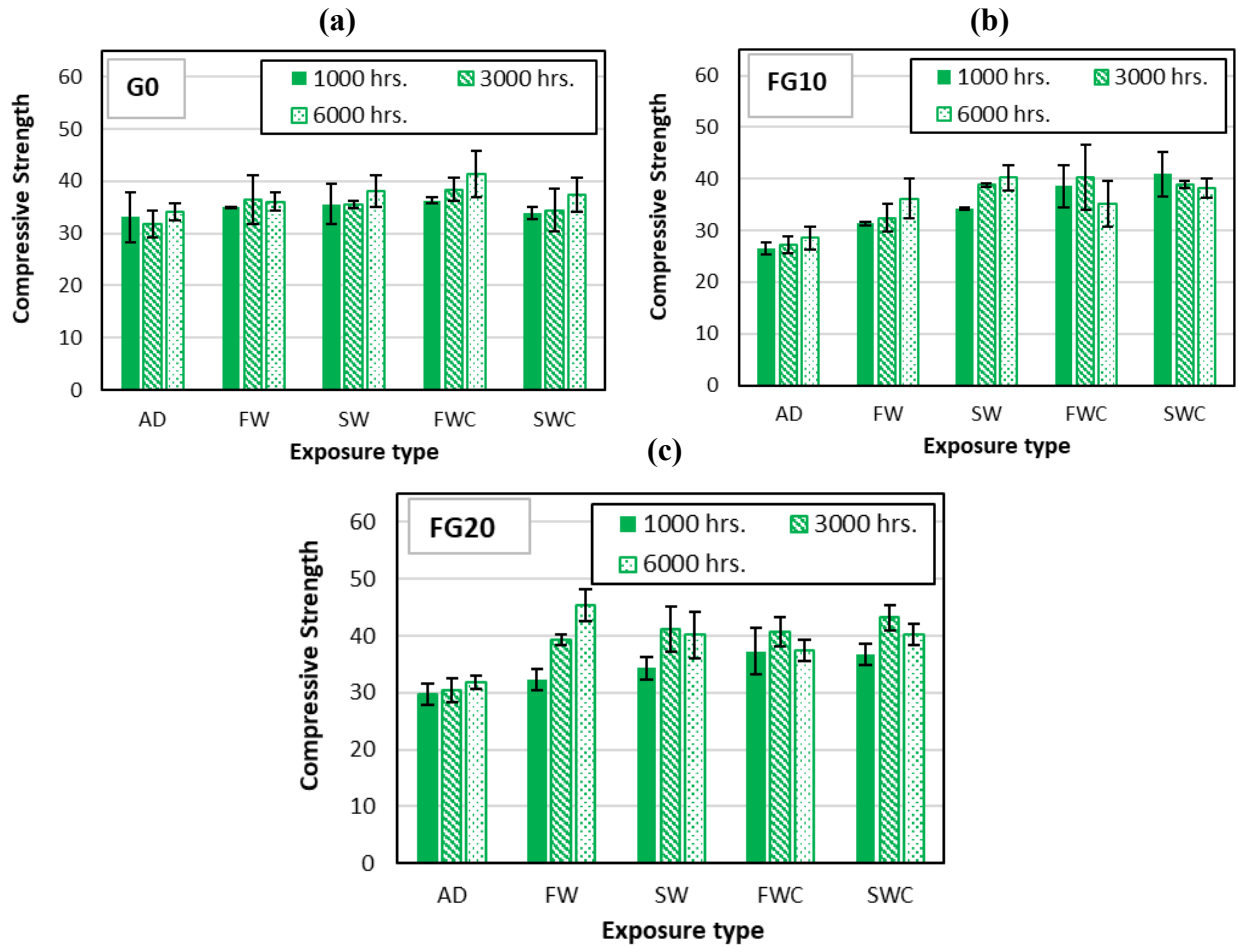 (a)
G0
1000 hrs. 3000 hrs.
6000 hrs.
Compressive Strength
60
50
40
30
20
10
0
AD FW SW FWC SWC
Exposure type
(b)
FG10
1000 hrs. 3000 hrs.
6000 hrs.
Compressive Strength
60
50
40
30
20
10
0
AD FW SW FWC SWC
Exposure type
(c)
FG20
1000 hrs. 3000 hrs.
6000 hrs.
Compressive Strength
60
50
40
30
20
10
0
AD FW SW FWC SWC
Exposure type